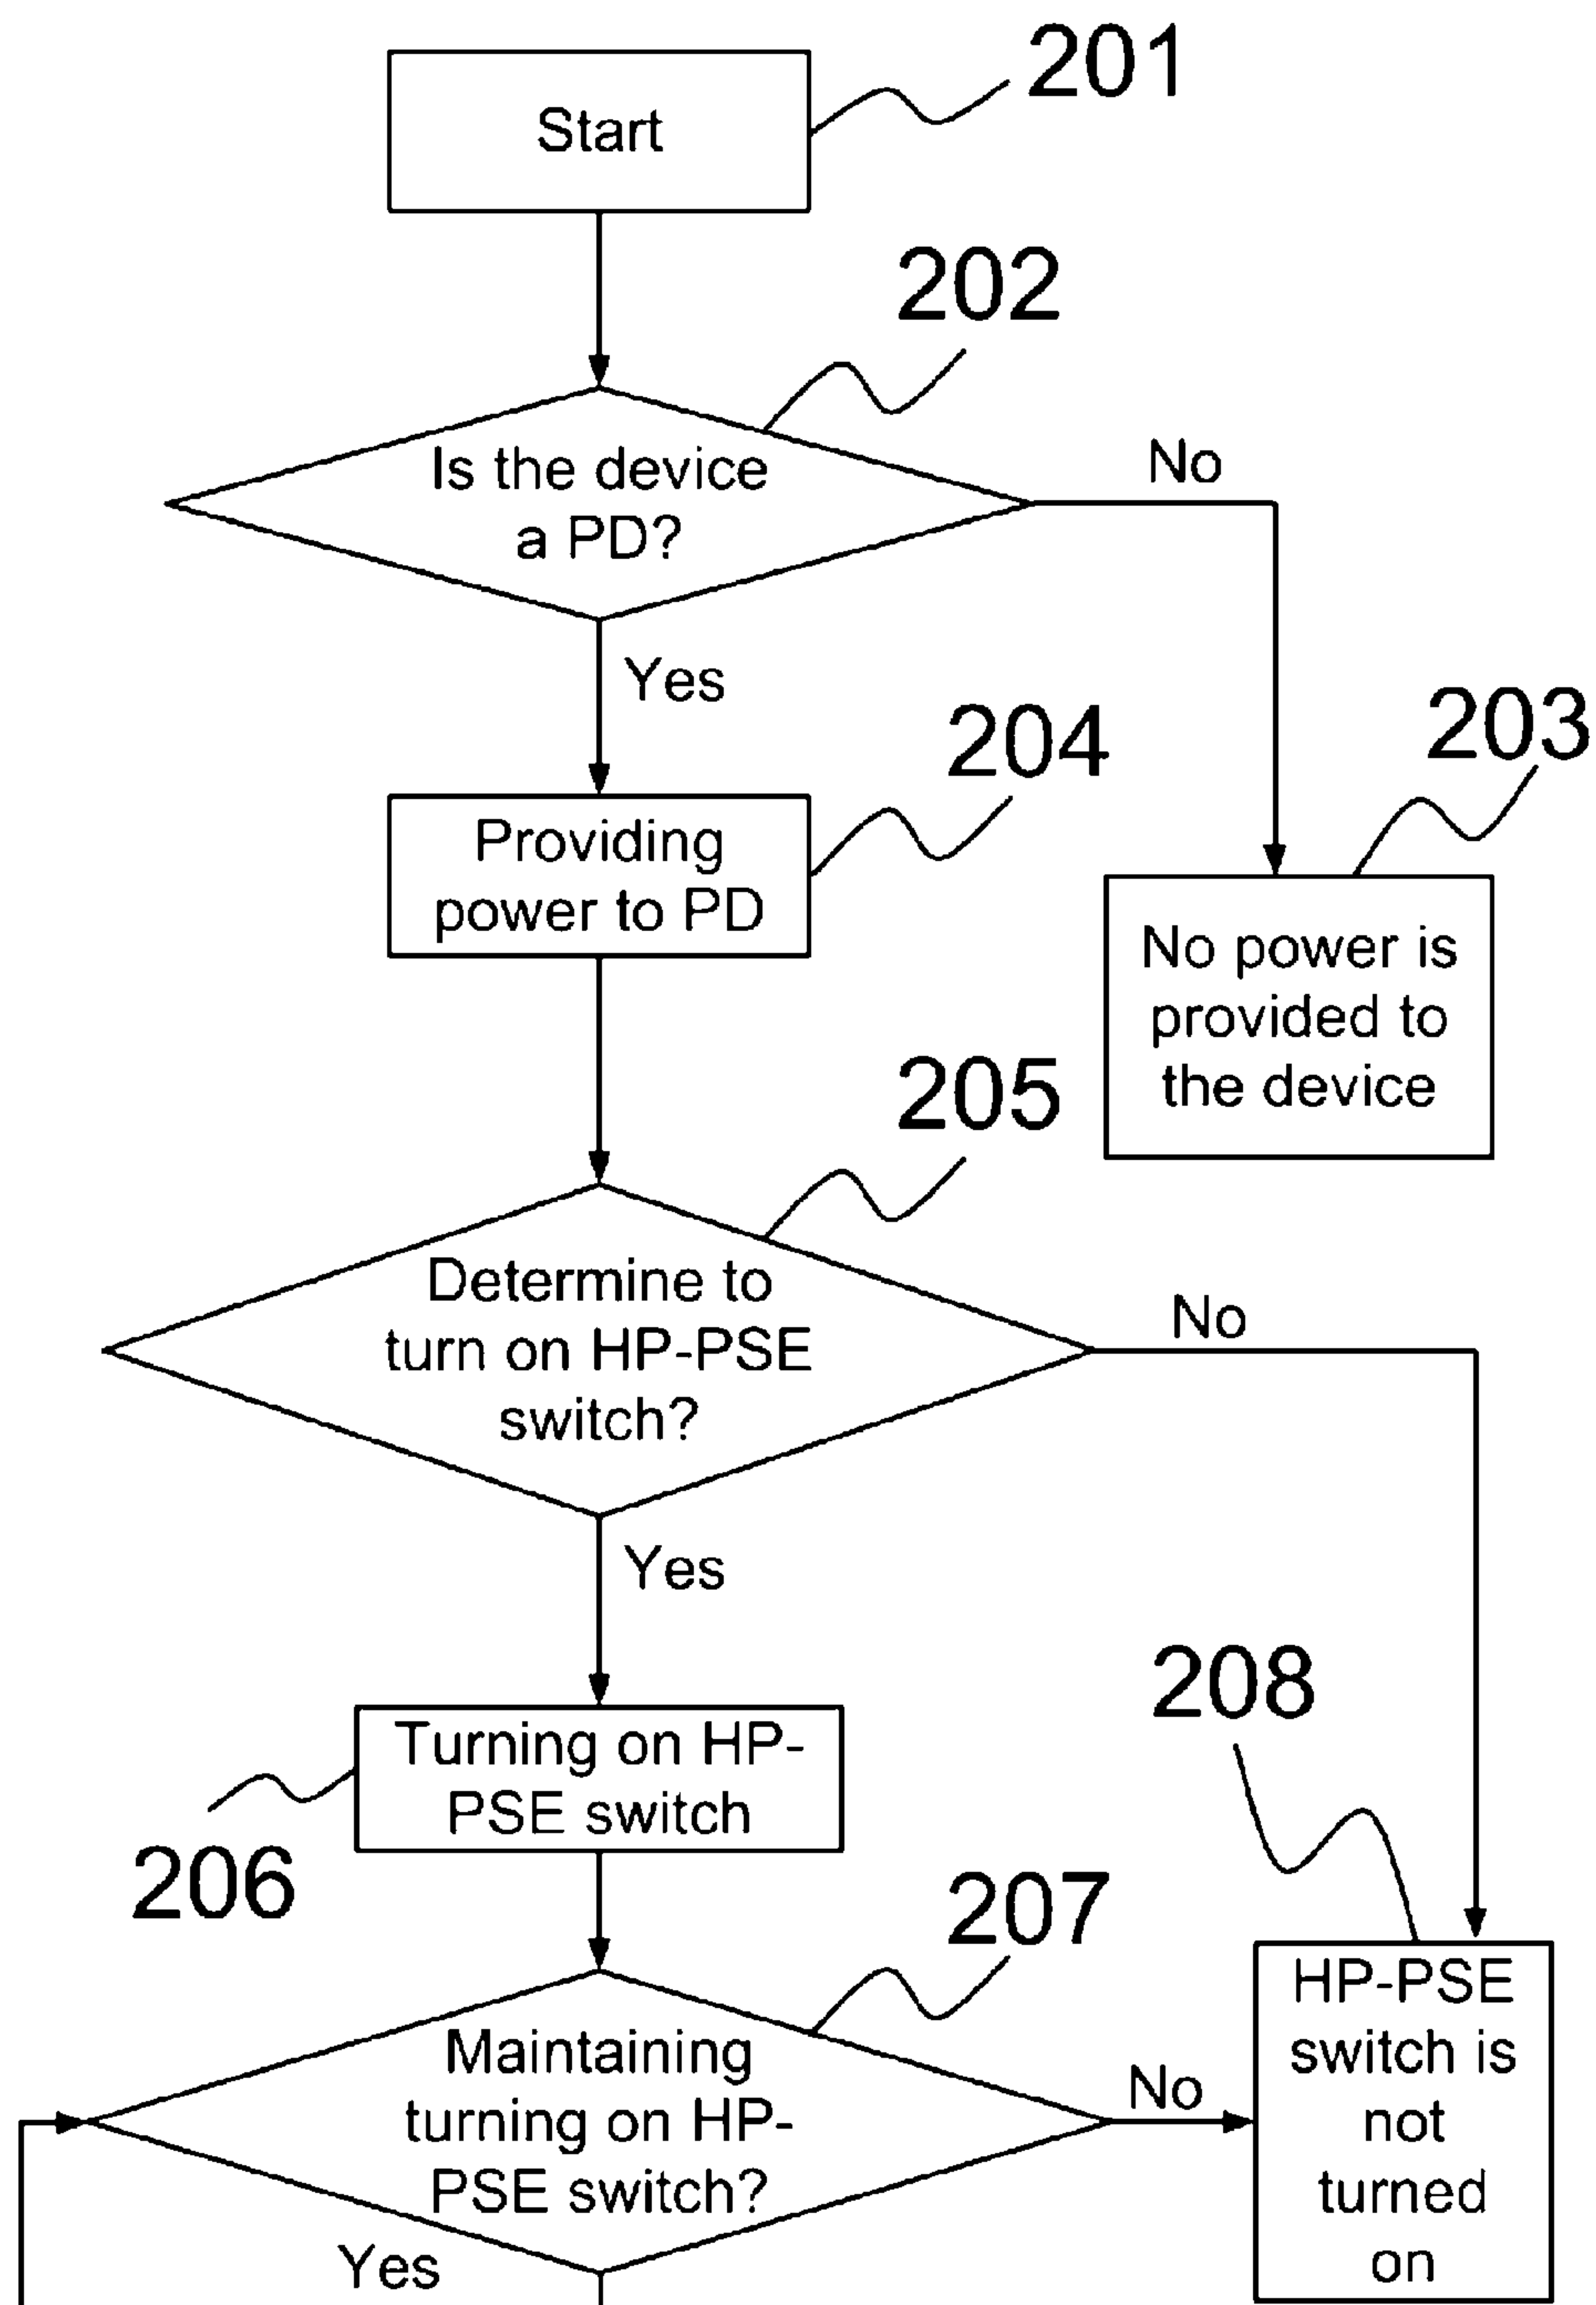 201
Start
202
Is the device
a PD?
No
Yes
203
204
Providing
power to PD
No power is
provided to
the device
205
Determine to
turn on HP-PSE
switch?
No
Yes
208
Turning on HP-
PSE switch
206
207
HP-PSE
switch is
not
turned
on
Maintaining
turning on HP-
PSE switch?
No
Yes